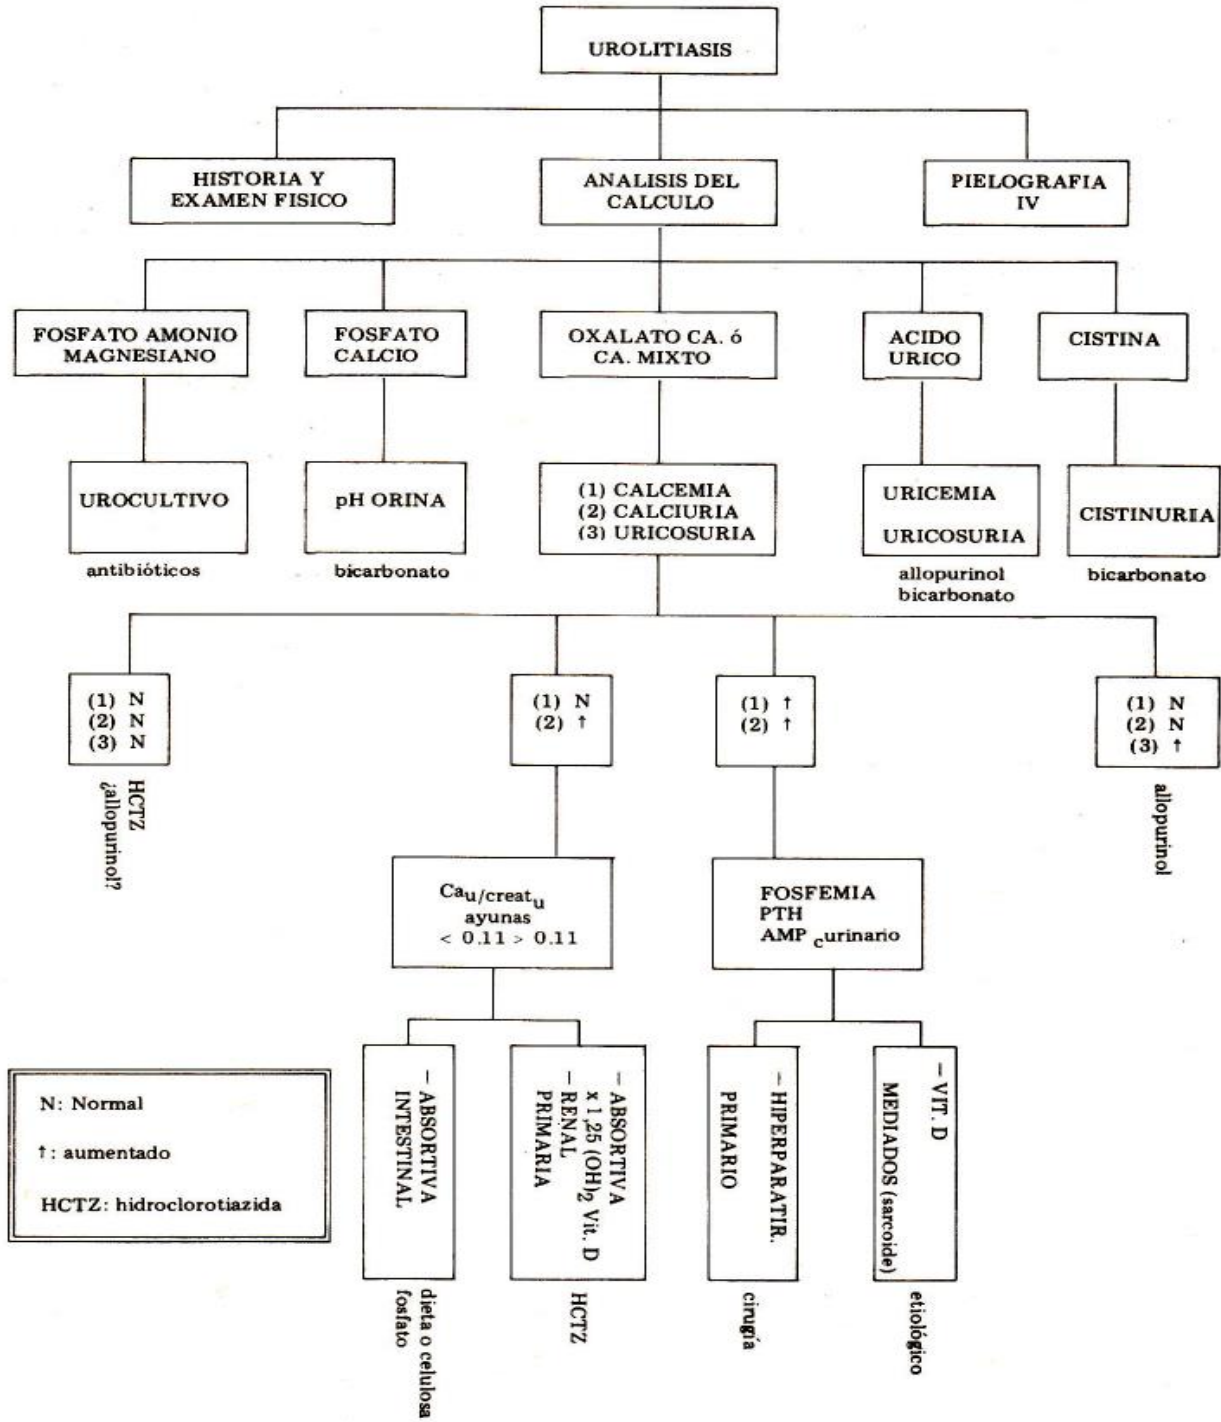 UROLITIASIS
HISTORIA Y
EXAMEN FISICO
ANALISIS DEL
CALCULO
PIELOGRAFIA
IV
FOSFATO AMONIO
MAGNESIANO
FOSFATO
CALCIO
OXALATO CA. ó
CA. MIXTO
ACIDO
URICO
CISTINA
UROCULTIVO
antibióticos
pH ORINA
bicarbonato
(1) CALCEMIA
(2) CALCIURIA
(3) URICOSURIA
URICEMIA
URICOSURIA
allopurinol
bicarbonato
CISTINURIA
bicarbonato
(1) N
(2) N
(3) N
HCTZ
¿allopurinol?
(1) N
(2) ↑
(1) ↑
(2) ↑
(1) N
(2) N
(3) ↑
allopurinol
Cau/creatu
ayunas
< 0.11 > 0.11
FOSFEMIA
PTH
AMP curinario
— ABSORTIVA
INTESTINAL
dieta o celulosa
fosfato
— ABSORTIVA
x 1,25 (OH)2 Vit. D
— RENAL
PRIMARIA
HCTZ
— HIPERPARATIR.
PRIMARIO
cirugía
— VIT. D
MEDIADOS (sarcoide)
etiológico
N: Normal
↑: aumentado
HCTZ: hidroclorotiazida